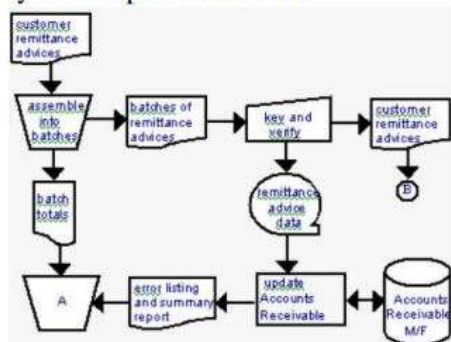 customer
remittance
advices
assemble
into
batches
batches of
remittance
advices
key and
verify
customer
remittance
advices
batch
totals
remittance
advice
data
B
A
error listing
and summary
report
update
Accounts
Receivable
Accounts
Receivable
M/F